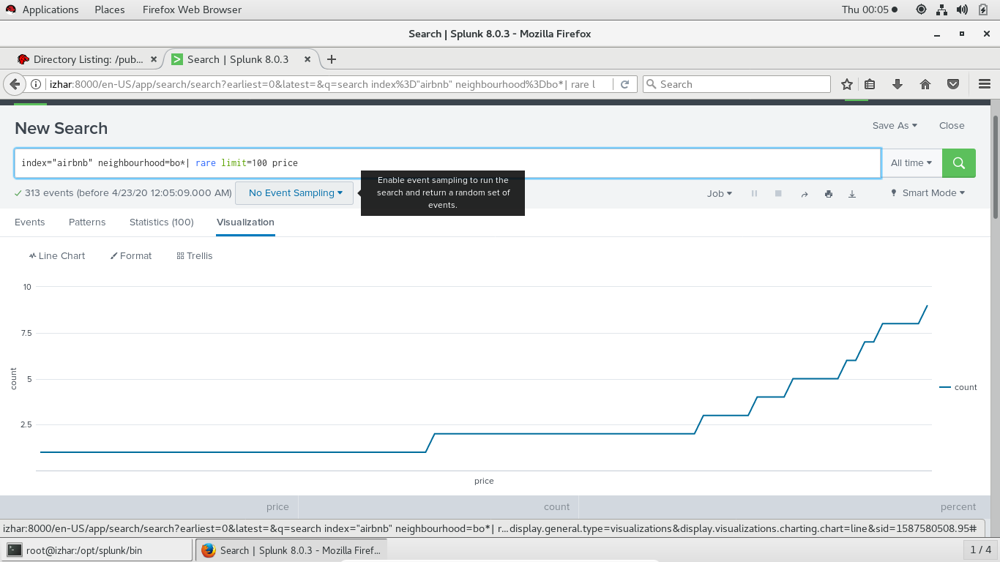 Applications Places Firefox Web Browser Thu 00:05
Search | Splunk 8.0.3 - Mozilla Firefox
Directory Listing: /pub... Search | Splunk 8.0.3
izhar:8000/en-US/app/search/search?earliest=0&latest=&q=search index%3D"airbnb" neighbourhood%3Dbo*| rare l Search
New Search Save As Close
index="airbnb" neighbourhood=bo*| rare limit=100 price All time
Enable event sampling to run the
search and return a random set of
events.
313 events (before 4/23/20 12:05:09.000 AM) No Event Sampling Job Smart Mode
Events Patterns Statistics (100) Visualization
Line Chart Format Trellis
10
7.5
5
2.5
count
count
price
price count percent
izhar:8000/en-US/app/search/search?earliest=0&latest=&q=search index="airbnb" neighbourhood=bo*| r...display.general.type=visualizations&display.visualizations.charting.chart=line&sid=1587580508.95#
root@izhar:/opt/splunk/bin Search | Splunk 8.0.3 - Mozilla Firef... 1 / 4